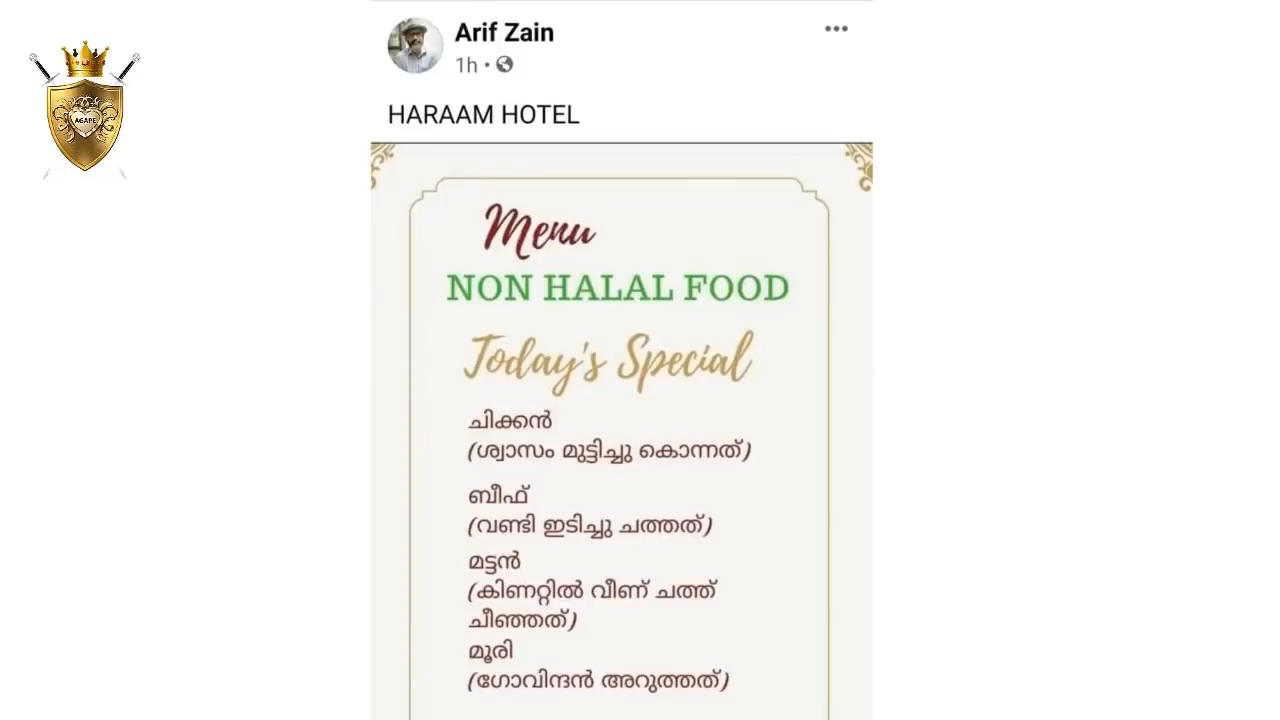 AGAPE
Arif Zain
1h •
HARAAM HOTEL
Menu
NON HALAL FOOD
Today's Special
ചിക്കൻ
(ശ്വാസം മുട്ടിച്ചു കൊന്നത്)
ബീഫ്
(വണ്ടി ഇടിച്ചു ചത്തത്)
മട്ടൻ
(കിണറ്റിൽ വീണ് ചത്ത്
ചീഞ്ഞത്)
മൂരി
(ഗോവിന്ദൻ അറുത്തത്)